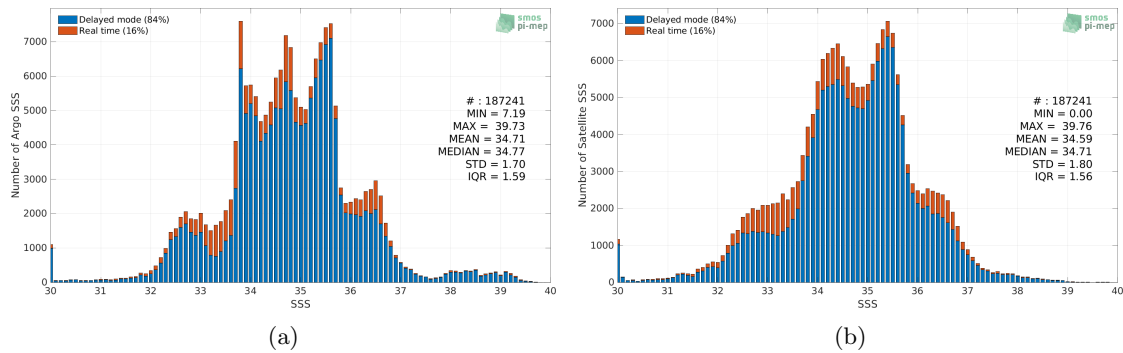 Delayed mode (84%)
Real time (16%)
smos
pi-mep
7000
6000
5000
4000
3000
2000
1000
0
Number of Argo SSS
# : 187241
MIN = 7.19
MAX = 39.73
MEAN = 34.71
MEDIAN = 34.77
STD = 1.70
IQR = 1.59
30 31 32 33 34 35 36 37 38 39 40
SSS
(a)
Delayed mode (84%)
Real time (16%)
smos
pi-mep
7000
6000
5000
4000
3000
2000
1000
0
Number of Satellite SSS
# : 187241
MIN = 0.00
MAX = 39.76
MEAN = 34.59
MEDIAN = 34.71
STD = 1.80
IQR = 1.56
30 31 32 33 34 35 36 37 38 39 40
SSS
(b)